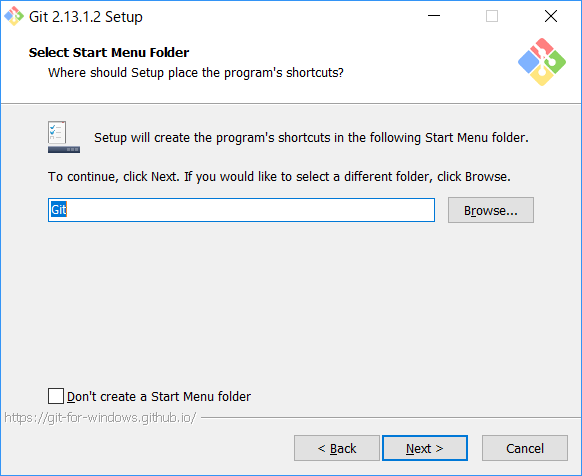 Git 2.13.1.2 Setup
Select Start Menu Folder
Where should Setup place the program's shortcuts?
Setup will create the program's shortcuts in the following Start Menu folder.
To continue, click Next. If you would like to select a different folder, click Browse.
Git
Browse...
Don't create a Start Menu folder
https://git-for-windows.github.io/
< Back
Next >
Cancel